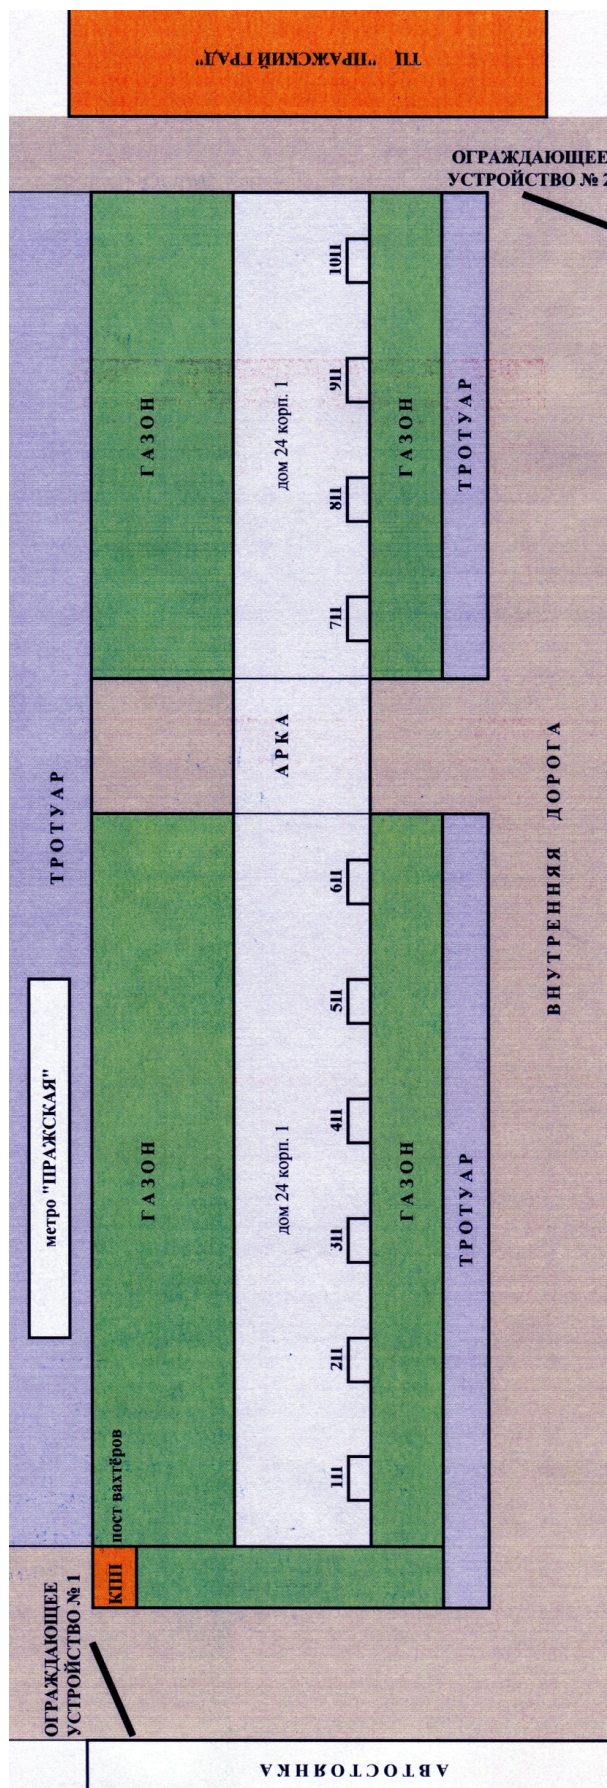 ТЦ "ПРАЖСКИЙ ГРАД"
ОГРАЖДАЮЩЕЕ
УСТРОЙСТВО № 2
10П
9П
8П
7П
ГАЗОН
дом 24 корп. 1
ГАЗОН
ТРОТУАР
АРКА
ТРОТУАР
ВНУТРЕННЯЯ ДОРОГА
6П
5П
4П
3П
2П
1П
метро "ПРАЖСКАЯ"
ГАЗОН
дом 24 корп. 1
ГАЗОН
ТРОТУАР
пост вахтёров
КПП
ОГРАЖДАЮЩЕЕ
УСТРОЙСТВО № 1
АВТОСТОЯНКА